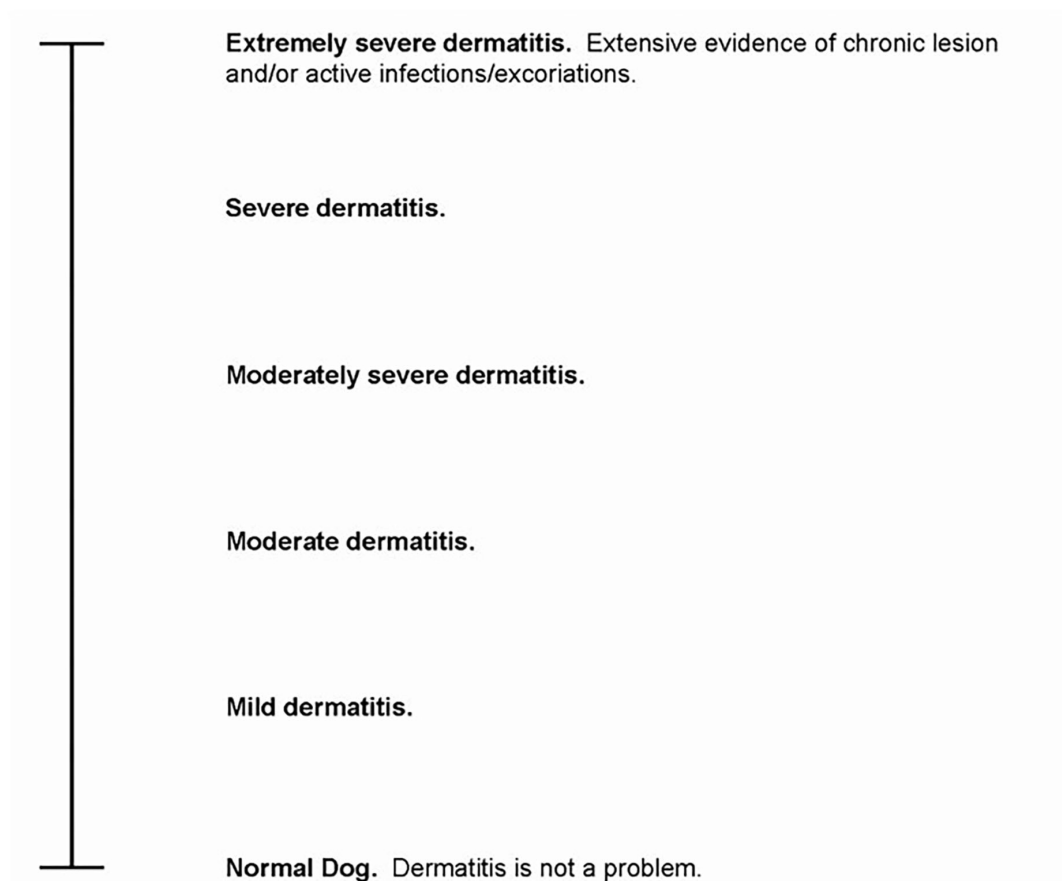 Extremely severe dermatitis.  Extensive evidence of chronic lesion
and/or active infections/excoriations.
Severe dermatitis.
Moderately severe dermatitis.
Moderate dermatitis.
Mild dermatitis.
Normal Dog.  Dermatitis is not a problem.